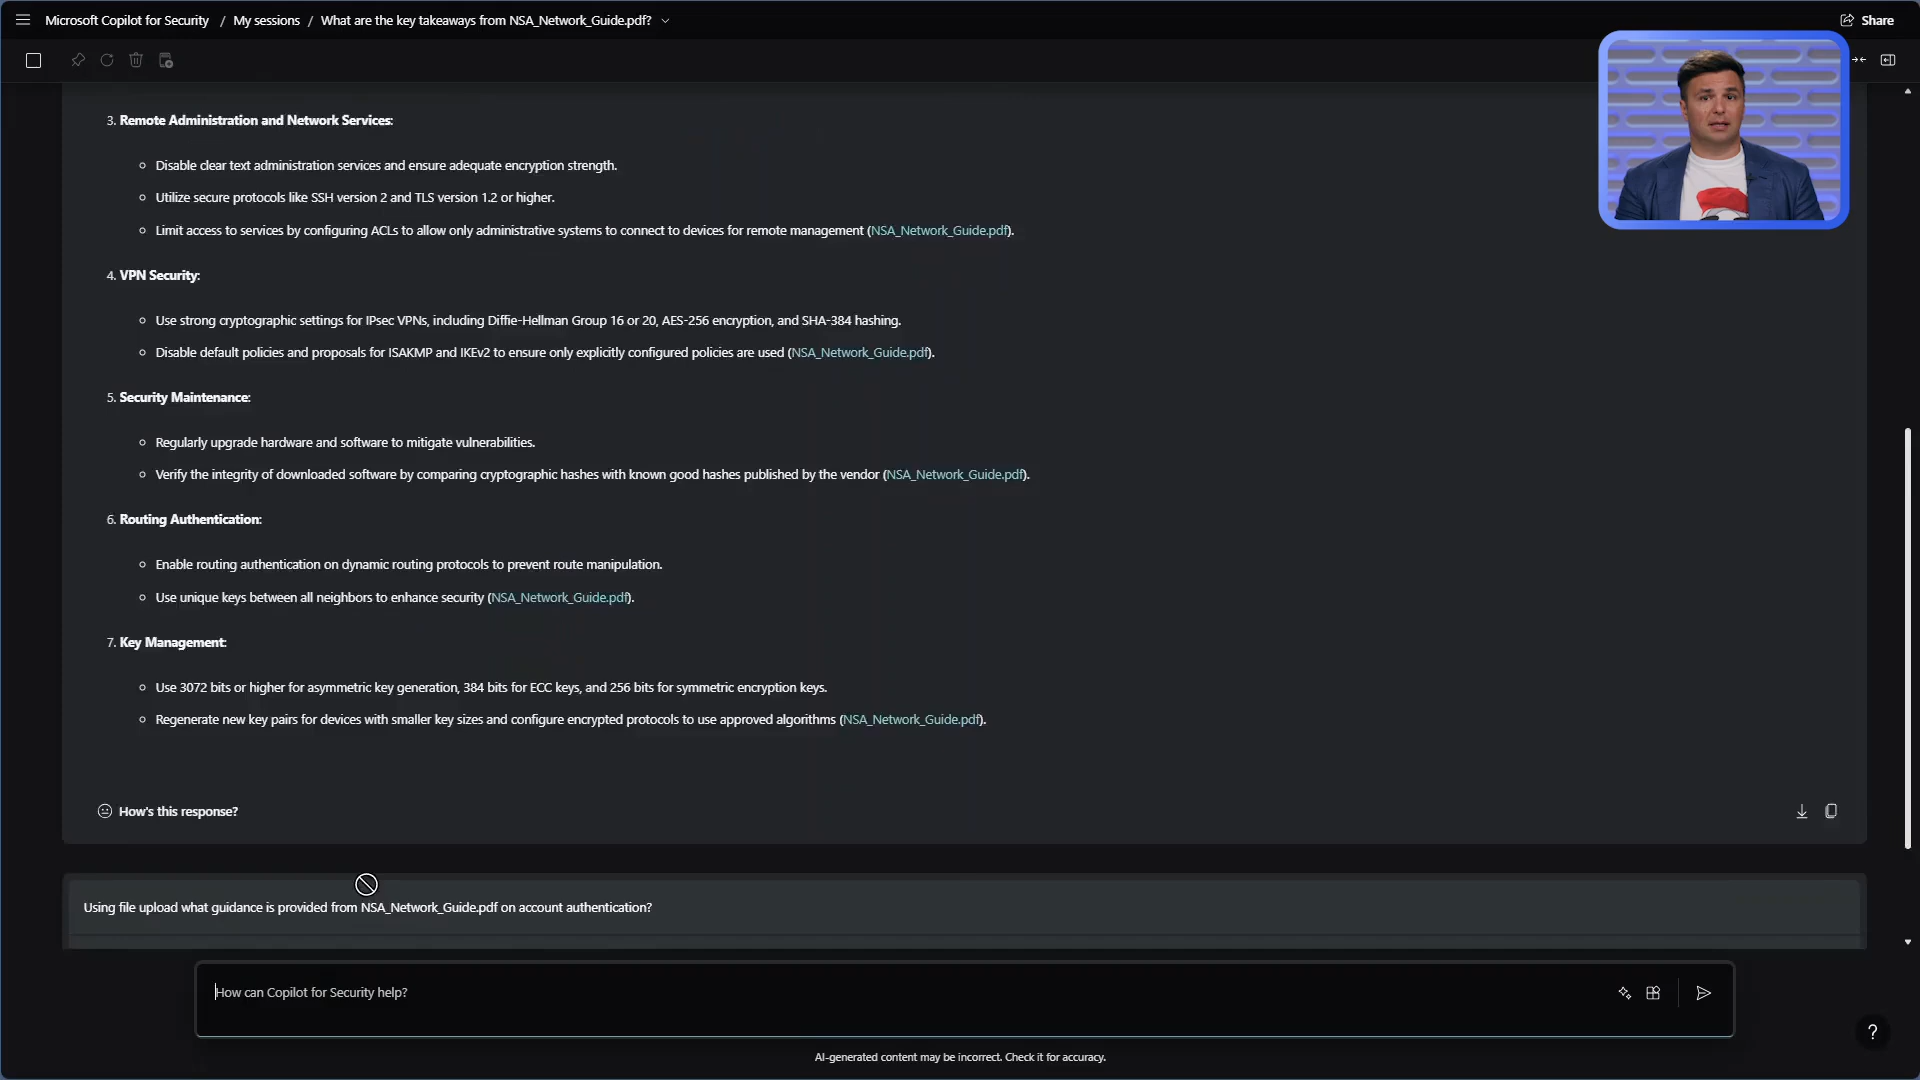 Microsoft Copilot for Security / My sessions / What are the key takeaways from NSA_Network_Guide.pdf?
Share
3. Remote Administration and Network Services:
Disable clear text administration services and ensure adequate encryption strength.
Utilize secure protocols like SSH version 2 and TLS version 1.2 or higher.
Limit access to services by configuring ACLs to allow only administrative systems to connect to devices for remote management (NSA_Network_Guide.pdf).
4. VPN Security:
Use strong cryptographic settings for IPsec VPNs, including Diffie-Hellman Group 16 or 20, AES-256 encryption, and SHA-384 hashing.
Disable default policies and proposals for ISAKMP and IKEv2 to ensure only explicitly configured policies are used (NSA_Network_Guide.pdf).
5. Security Maintenance:
Regularly upgrade hardware and software to mitigate vulnerabilities.
Verify the integrity of downloaded software by comparing cryptographic hashes with known good hashes published by the vendor (NSA_Network_Guide.pdf).
6. Routing Authentication:
Enable routing authentication on dynamic routing protocols to prevent route manipulation.
Use unique keys between all neighbors to enhance security (NSA_Network_Guide.pdf).
7. Key Management:
Use 3072 bits or higher for asymmetric key generation, 384 bits for ECC keys, and 256 bits for symmetric encryption keys.
Regenerate new key pairs for devices with smaller key sizes and configure encrypted protocols to use approved algorithms (NSA_Network_Guide.pdf).
How's this response?
Using file upload what guidance is provided from NSA_Network_Guide.pdf on account authentication?
How can Copilot for Security help?
?
AI-generated content may be incorrect. Check it for accuracy.